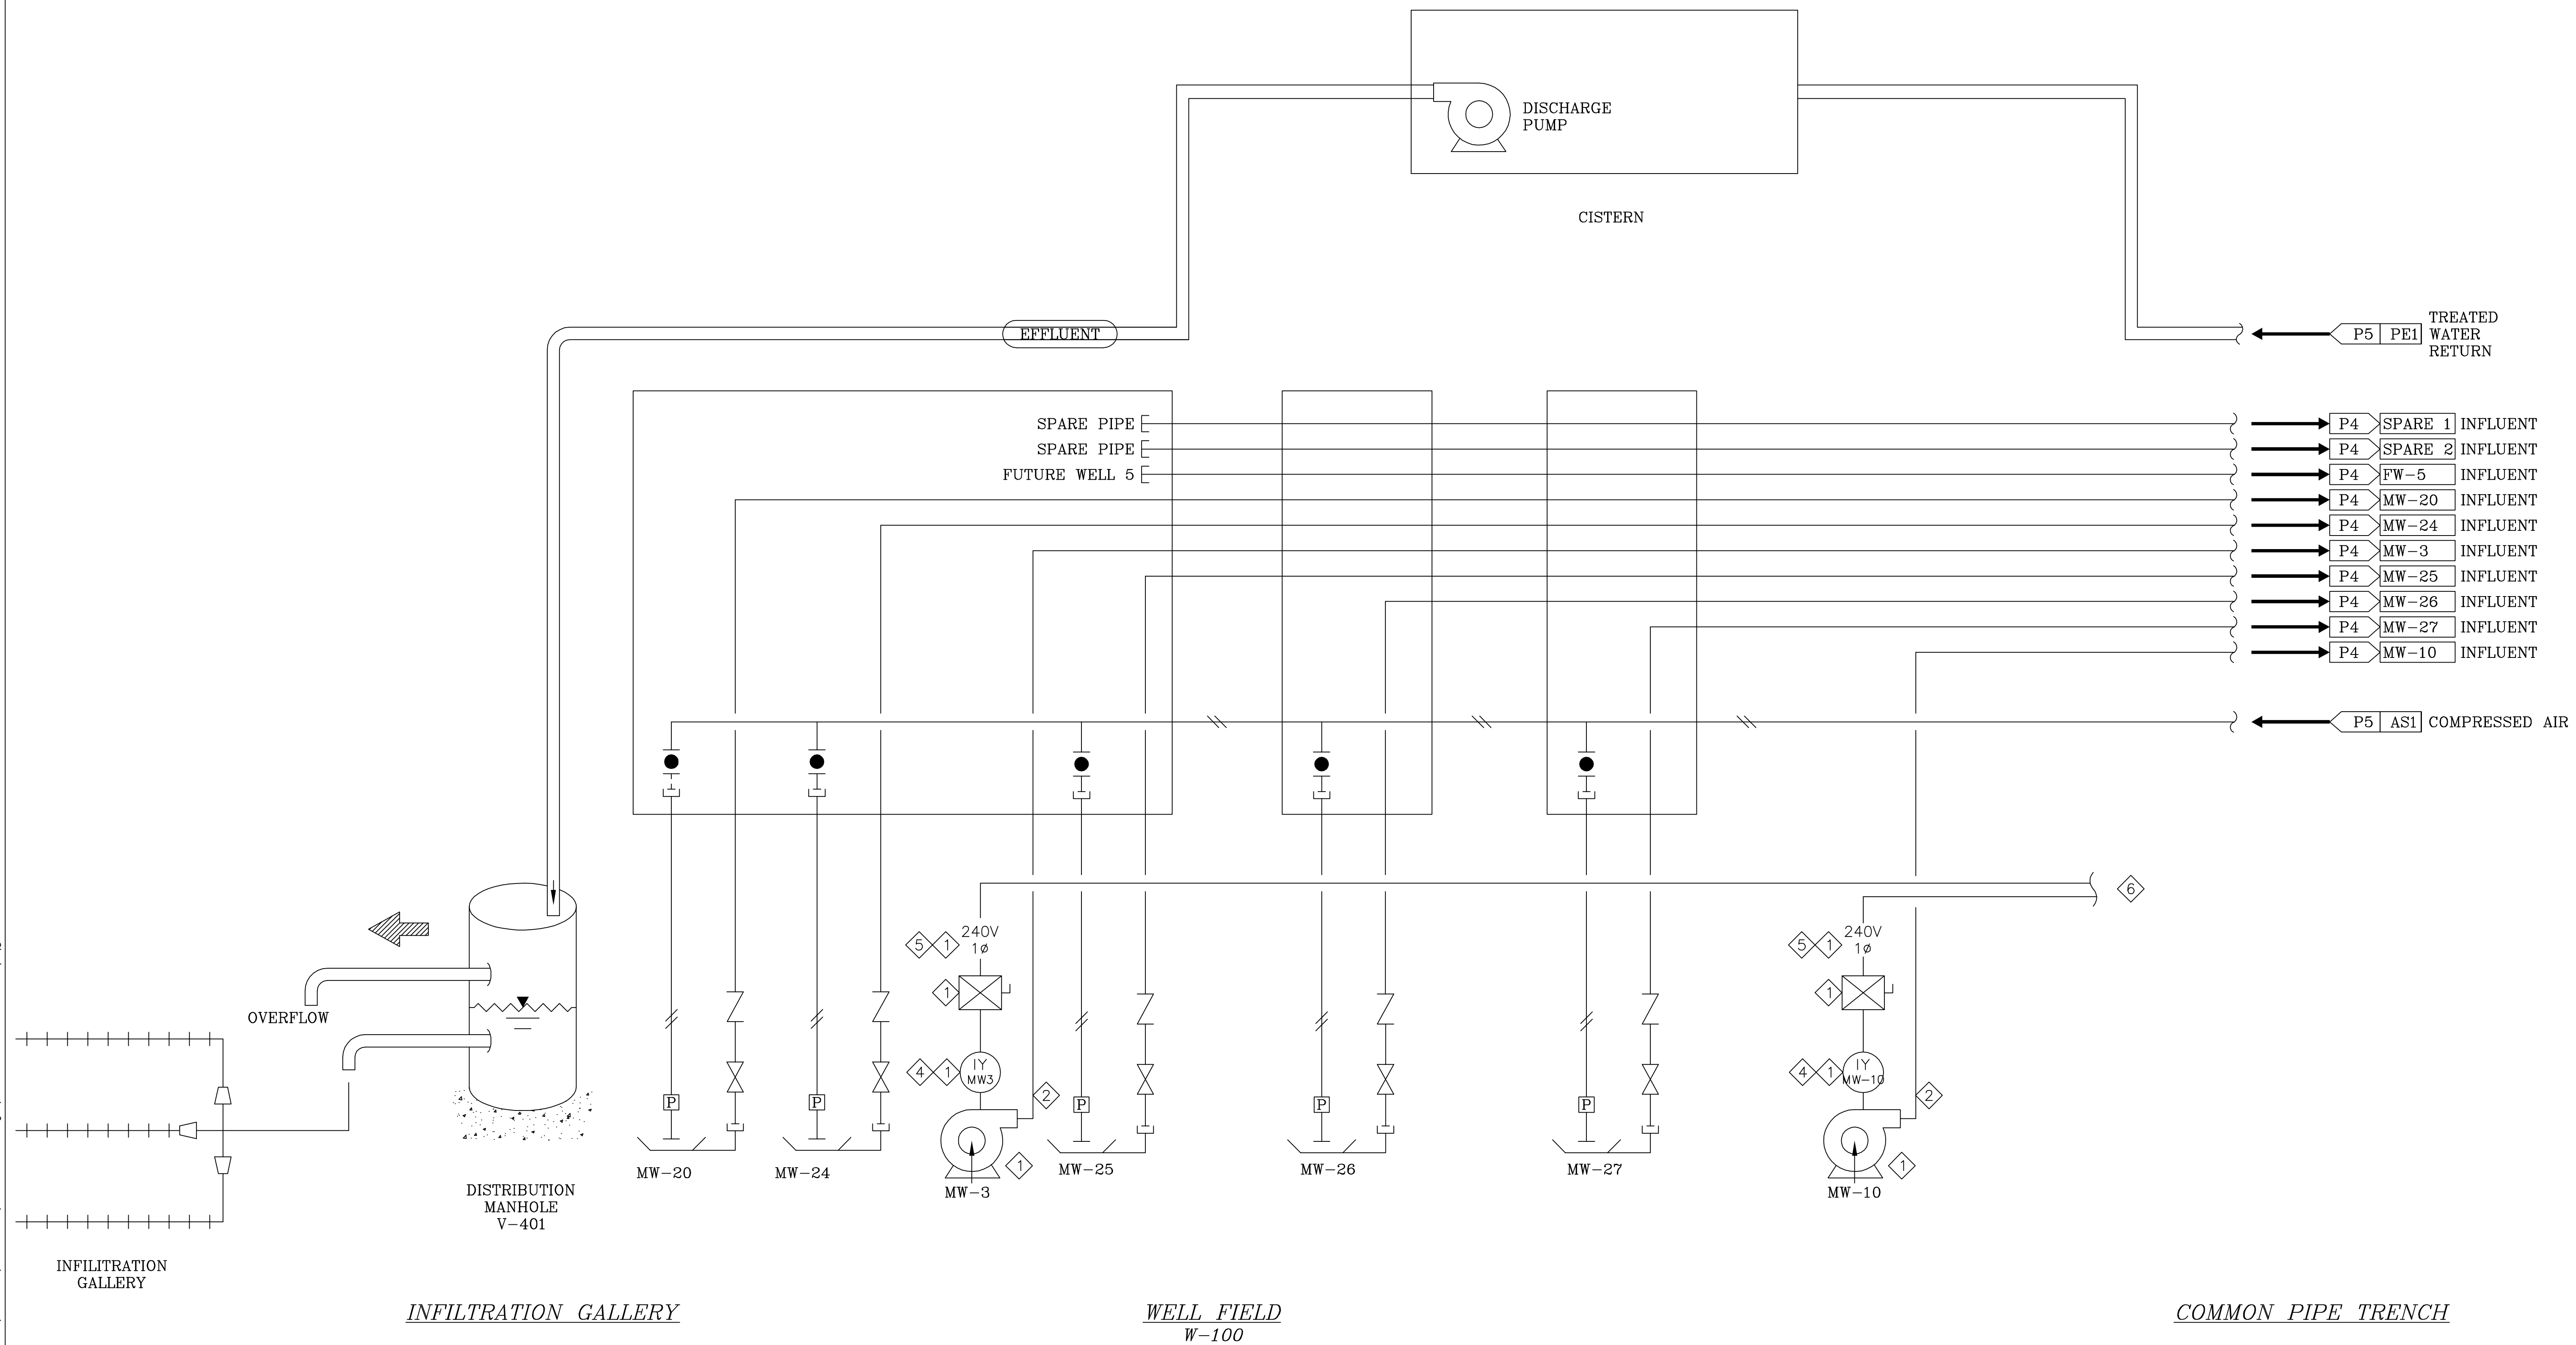 DISCHARGE
PUMP
CISTERN
EFFLUENT
P5 PE1
TREATED
WATER
RETURN
SPARE PIPE
P4 SPARE 1 INFLUENT
SPARE PIPE
P4 SPARE 2 INFLUENT
FUTURE WELL 5
P4 FW-5 INFLUENT
P4 MW-20 INFLUENT
P4 MW-24 INFLUENT
P4 MW-3 INFLUENT
P4 MW-25 INFLUENT
P4 MW-26 INFLUENT
P4 MW-27 INFLUENT
P4 MW-10 INFLUENT
P5 AS1 COMPRESSED AIR
6
5 1 240V
1ø
5 1 240V
1ø
1
1
OVERFLOW
4 1 IY
MW3
4 1 IY
MW-10
2
2
P
P
P
P
P
1
1
MW-20
MW-24
MW-3
MW-25
MW-26
MW-27
MW-10
DISTRIBUTION
MANHOLE
V-401
INFILITRATION
GALLERY
INFILTRATION GALLERY
WELL FIELD
W-100
COMMON PIPE TRENCH